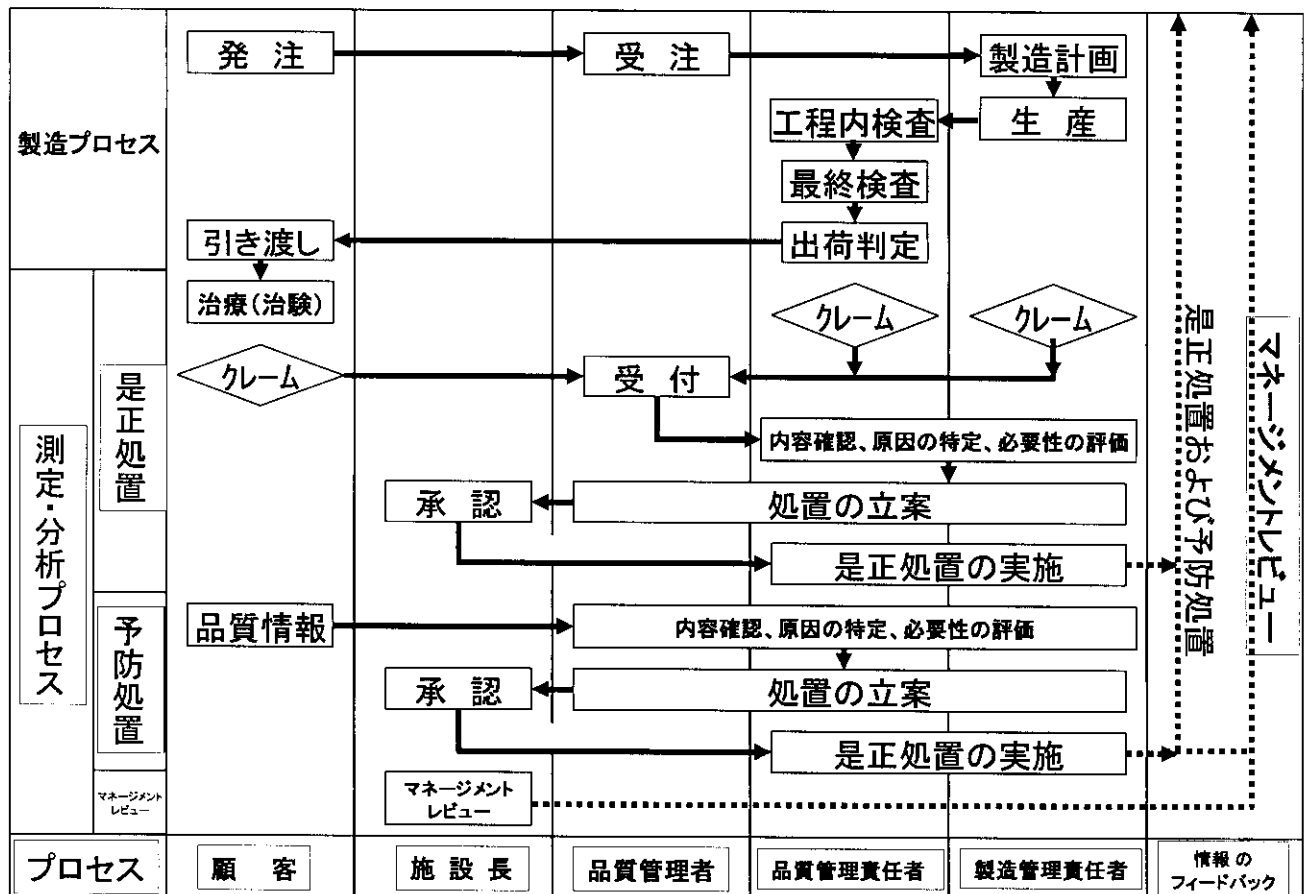 発 注
受 注
製造計画
製造プロセス
工程内検査
生 産
最終検査
引き渡し
出荷判定
治療(治験)
クレーム
クレーム
クレーム
受 付
測定・分析プロセス
是正処置
内容確認、原因の特定、必要性の評価
承 認
処置の立案
是正処置の実施
予防処置
品質情報
内容確認、原因の特定、必要性の評価
承 認
処置の立案
是正処置の実施
マネージメント
レビュー
マネージメント
レビュー
是正処置および予防処置
マネージメントレビュー
プロセス
顧 客
施 設 長
品質管理者
品質管理責任者
製造管理責任者
情報 の
フィードバック